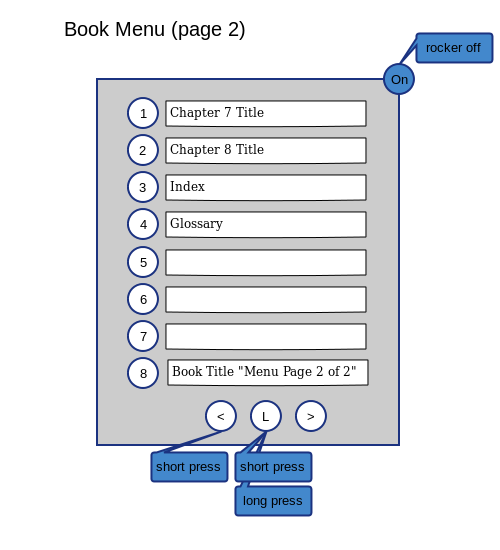 Book Menu (page 2)
rocker off
On
1 Chapter 7 Title
2 Chapter 8 Title
3 Index
4 Glossary
5
6
7
8 Book Title "Menu Page 2 of 2"
< L >
short press short press
long press